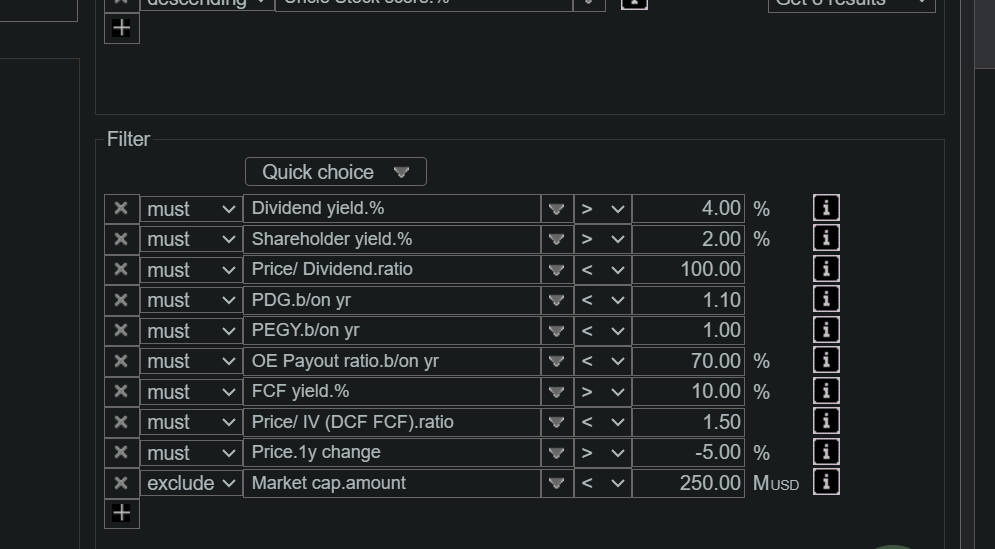 descending Uncle Stock score.% Get 6 results
Filter
Quick choice
must Dividend yield.% > 4.00 %
must Shareholder yield.% > 2.00 %
must Price/ Dividend.ratio < 100.00
must PDG.b/on yr < 1.10
must PEGY.b/on yr < 1.00
must OE Payout ratio.b/on yr < 70.00 %
must FCF yield.% > 10.00 %
must Price/ IV (DCF FCF).ratio < 1.50
must Price.1y change > -5.00 %
exclude Market cap.amount < 250.00 MUSD